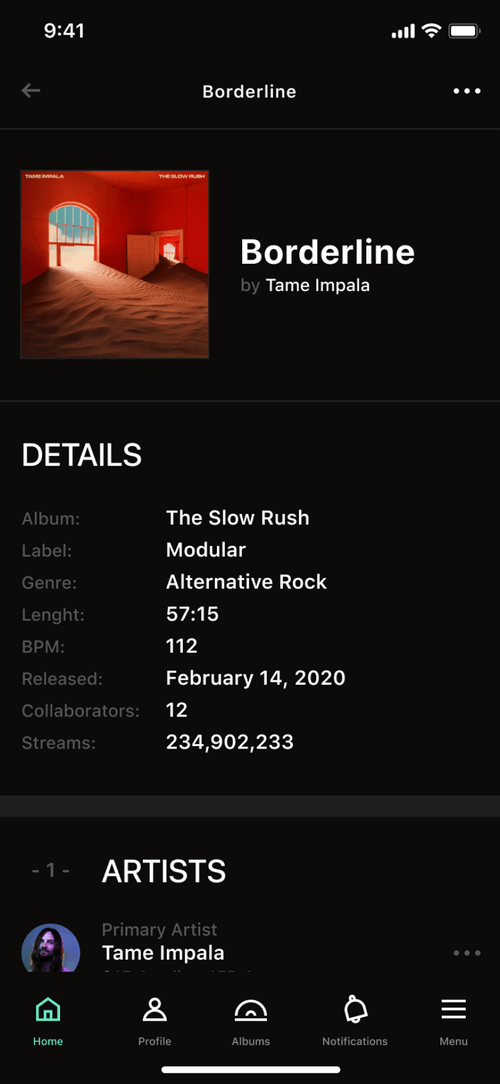 9:41
Borderline
TAME IMPALA THE SLOW RUSH
Borderline
by Tame Impala
DETAILS
Album: The Slow Rush
Label: Modular
Genre: Alternative Rock
Lenght: 57:15
BPM: 112
Released: February 14, 2020
Collaborators: 12
Streams: 234,902,233
- 1 - ARTISTS
Primary Artist
Tame Impala
Home Profile Albums Notifications Menu